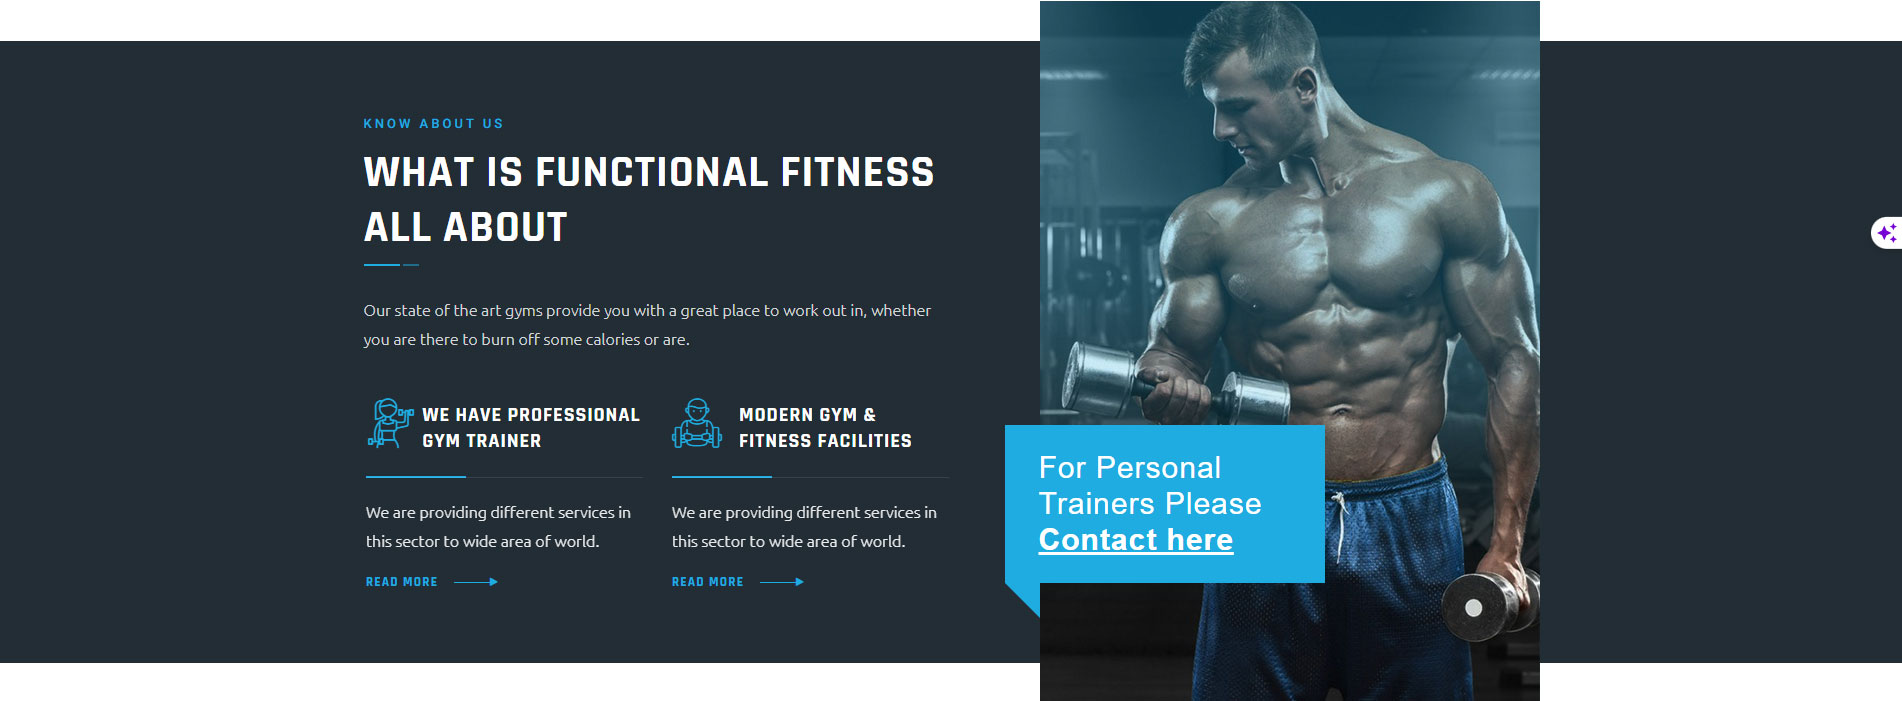 KNOW ABOUT US
WHAT IS FUNCTIONAL FITNESS
ALL ABOUT
Our state of the art gyms provide you with a great place to work out in, whether
you are there to burn off some calories or are.
WE HAVE PROFESSIONAL
GYM TRAINER
We are providing different services in
this sector to wide area of world.
READ MORE
MODERN GYM &
FITNESS FACILITIES
We are providing different services in
this sector to wide area of world.
READ MORE
For Personal
Trainers Please
Contact here